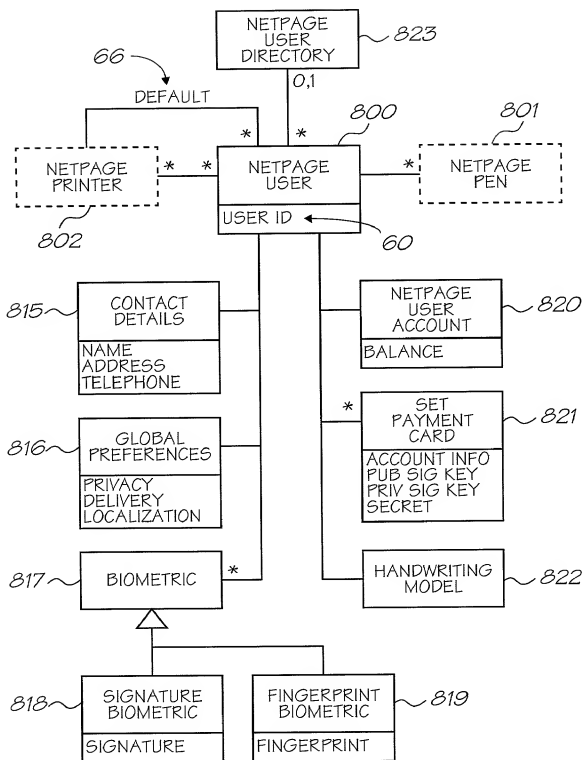 NETPAGE
USER
DIRECTORY
823
66
0,1
DEFAULT
*
*
800
801
NETPAGE
PRINTER
*
*
NETPAGE
USER
*
NETPAGE
PEN
802
USER ID
60
815
CONTACT
DETAILS
NAME
ADDRESS
TELEPHONE
NETPAGE
USER
ACCOUNT
820
BALANCE
816
GLOBAL
PREFERENCES
PRIVACY
DELIVERY
LOCALIZATION
*
SET
PAYMENT
CARD
821
ACCOUNT INFO
PUB SIG KEY
PRIV SIG KEY
SECRET
817
BIOMETRIC
*
HANDWRITING
MODEL
822
818
SIGNATURE
BIOMETRIC
SIGNATURE
FINGERPRINT
BIOMETRIC
819
FINGERPRINT